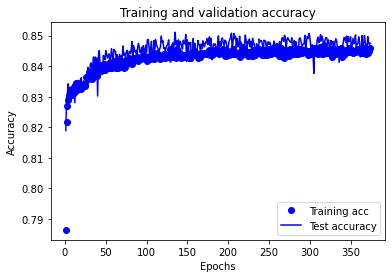 Training and validation accuracy
Accuracy
0.85
0.84
0.83
0.82
0.81
0.80
0.79
Training acc
Test accuracy
0 50 100 150 200 250 300 350
Epochs